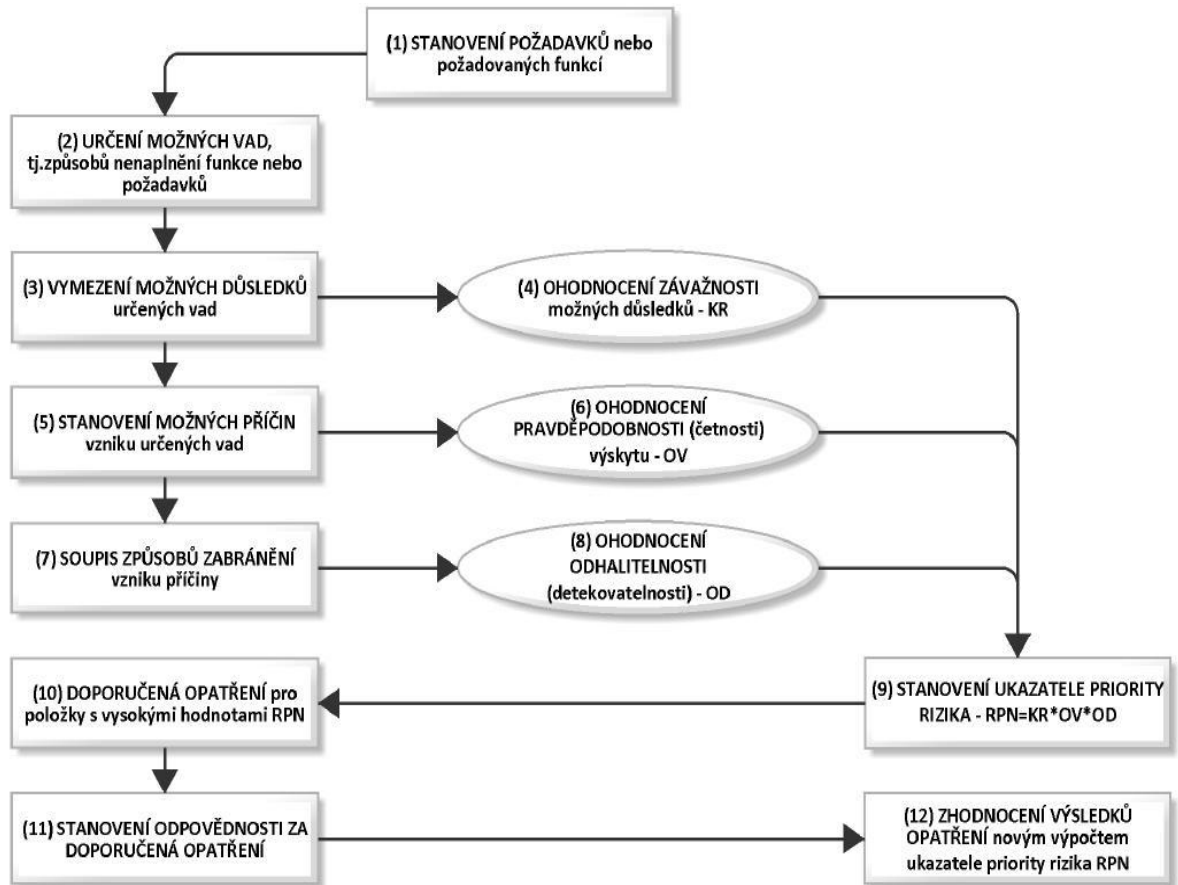 (1) STANOVENÍ POŽADAVKŮ nebo
požadovaných funkcí
(2) URČENÍ MOŽNÝCH VAD,
tj.způsobů nenaplnění funkce nebo
požadavků
(3) VYMEZENÍ MOŽNÝCH DŮSLEDKŮ
určených vad
(4) OHODNOCENÍ ZÁVAŽNOSTI
možných důsledků - KR
(5) STANOVENÍ MOŽNÝCH PŘÍČIN
vzniku určených vad
(6) OHODNOCENÍ
PRAVDĚPODOBNOSTI (četnosti)
výskytu - OV
(7) SOUPIS ZPŮSOBŮ ZABRÁNĚNÍ
vzniku příčiny
(8) OHODNOCENÍ
ODHALITELNOSTI
(detekovatelnosti) - OD
(9) STANOVENÍ UKAZATELE PRIORITY
RIZIKA - RPN=KR*OV*OD
(10) DOPORUČENÁ OPATŘENÍ pro
položky s vysokými hodnotami RPN
(11) STANOVENÍ ODPOVĚDNOSTI ZA
DOPORUČENÁ OPATŘENÍ
(12) ZHODNOCENÍ VÝSLEDKŮ
OPATŘENÍ novým výpočtem
ukazatele priority rizika RPN